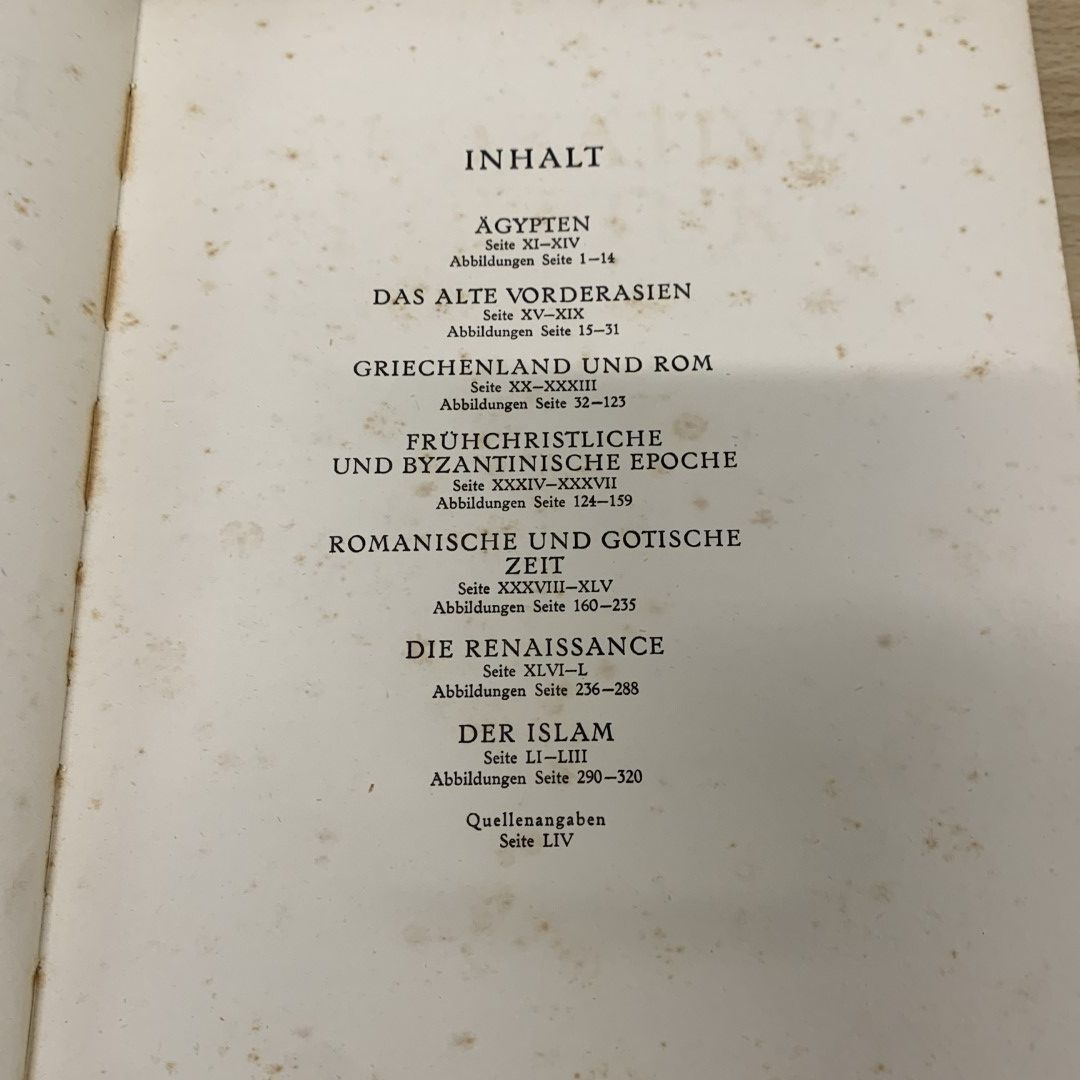 INHALT
ÄGYPTEN
Seite XI—XIV
Abbildungen Seite 1—14
DAS ALTE VORDERASIEN
Seite XV—XIX
Abbildungen Seite 15—31
GRIECHENLAND UND ROM
Seite XX—XXXIII
Abbildungen Seite 32—123
FRÜHCHRISTLICHE
UND BYZANTINISCHE EPOCHE
Seite XXXIV—XXXVII
Abbildungen Seite 124—159
ROMANISCHE UND GOTISCHE
ZEIT
Seite XXXVIII—XLV
Abbildungen Seite 160—235
DIE RENAISSANCE
Seite XLVI—L
Abbildungen Seite 236—288
DER ISLAM
Seite LI—LIII
Abbildungen Seite 290—320
Quellenangaben
Seite LIV